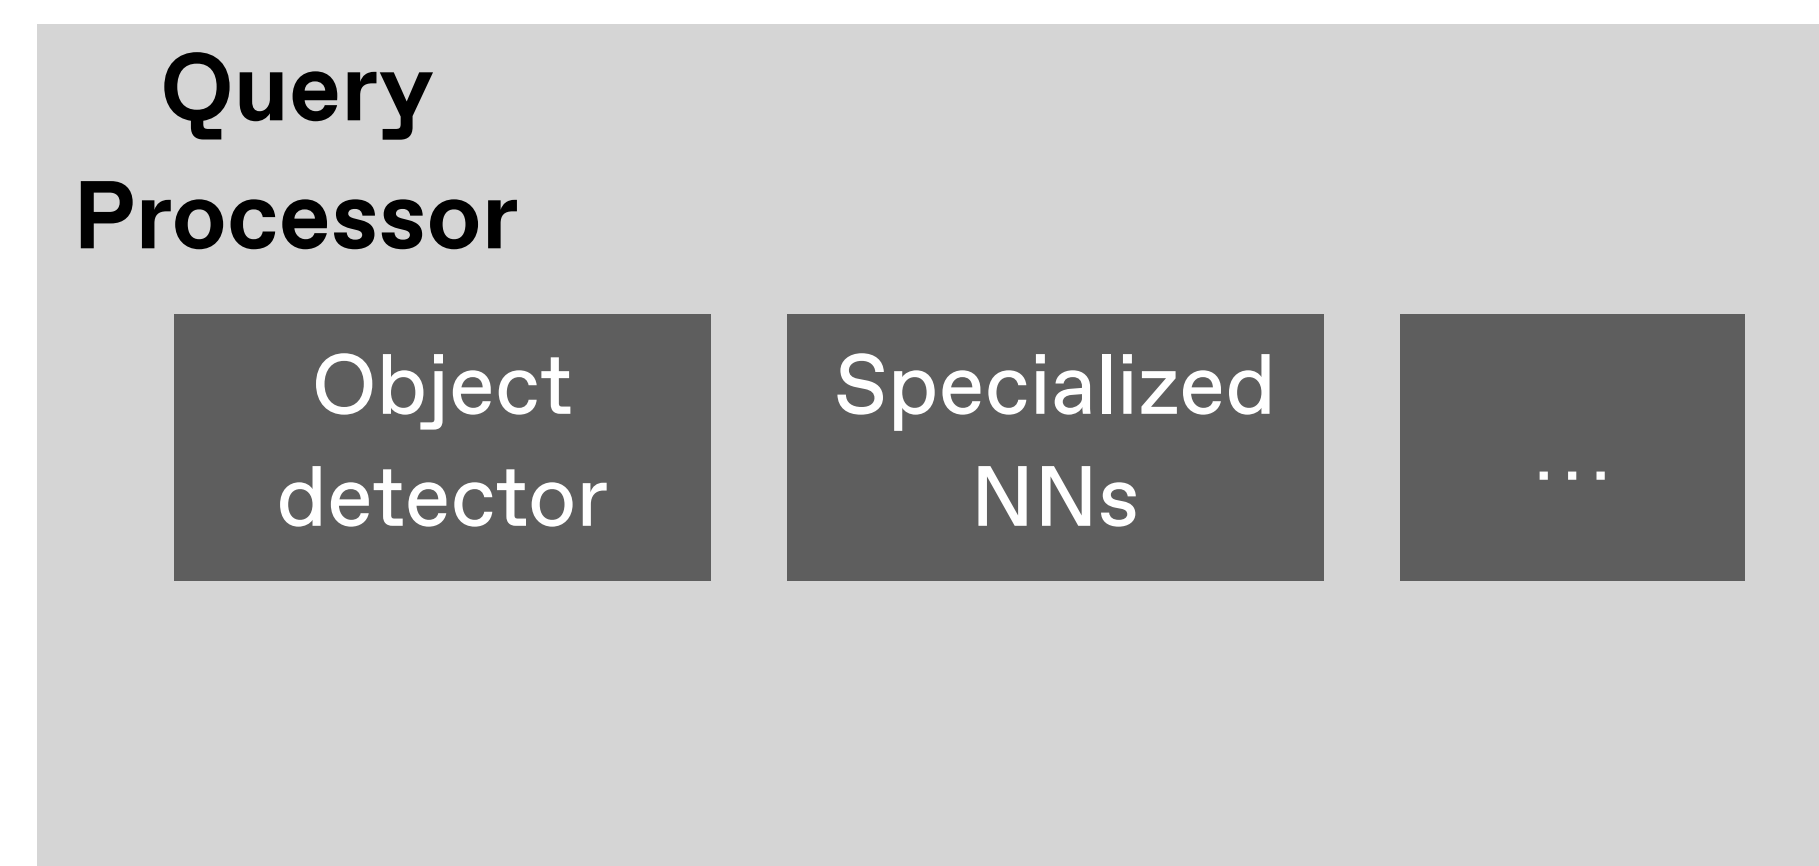 Query
Processor
Object
detector
Specialized
NNs
...